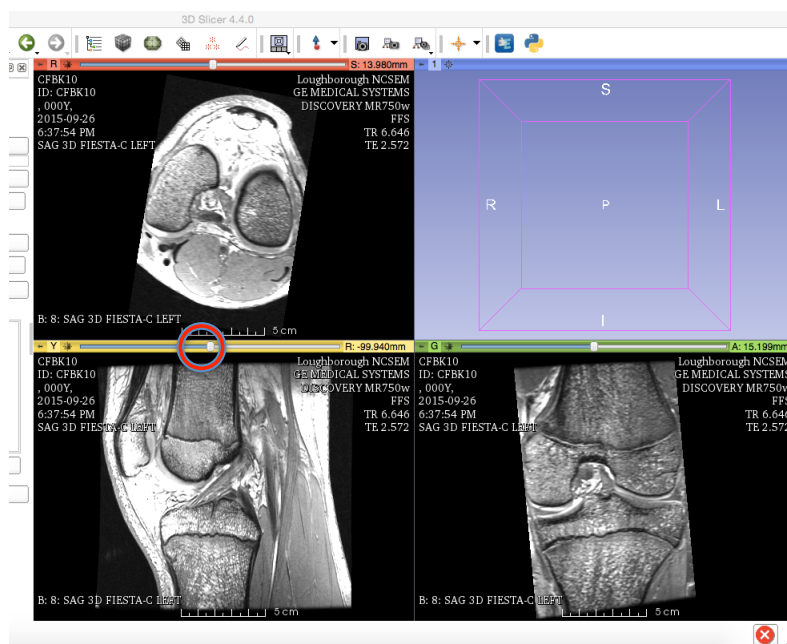 3D Slicer 4.4.0
R
S: 13.980mm
1
CFBK10
ID: CFBK10
, 000Y,
2015-09-26
6:37:54 PM
SAG 3D FIESTA-C LEFT
Loughborough NCSEM
GE MEDICAL SYSTEMS
DISCOVERY MR750w
FFS
TR 6.646
TE 2.572
B: 8: SAG 3D FIESTA-C LEFT
5 cm
S
R
P
L
I
Y
R: -99.940mm
CFBK10
ID: CFBK10
, 000Y,
2015-09-26
6:37:54 PM
SAG 3D FIESTA-C LEFT
Loughborough NCSEM
GE MEDICAL SYSTEMS
DISCOVERY MR750w
FFS
TR 6.646
TE 2.572
B: 8: SAG 3D FIESTA-C LEFT
5 cm
G
A: 15.199mm
CFBK10
ID: CFBK10
, 000Y,
2015-09-26
6:37:54 PM
SAG 3D FIESTA-C LEFT
Loughborough NCSEM
GE MEDICAL SYSTEMS
DISCOVERY MR750w
FFS
TR 6.646
TE 2.572
B: 8: SAG 3D FIESTA-C LEFT
5 cm